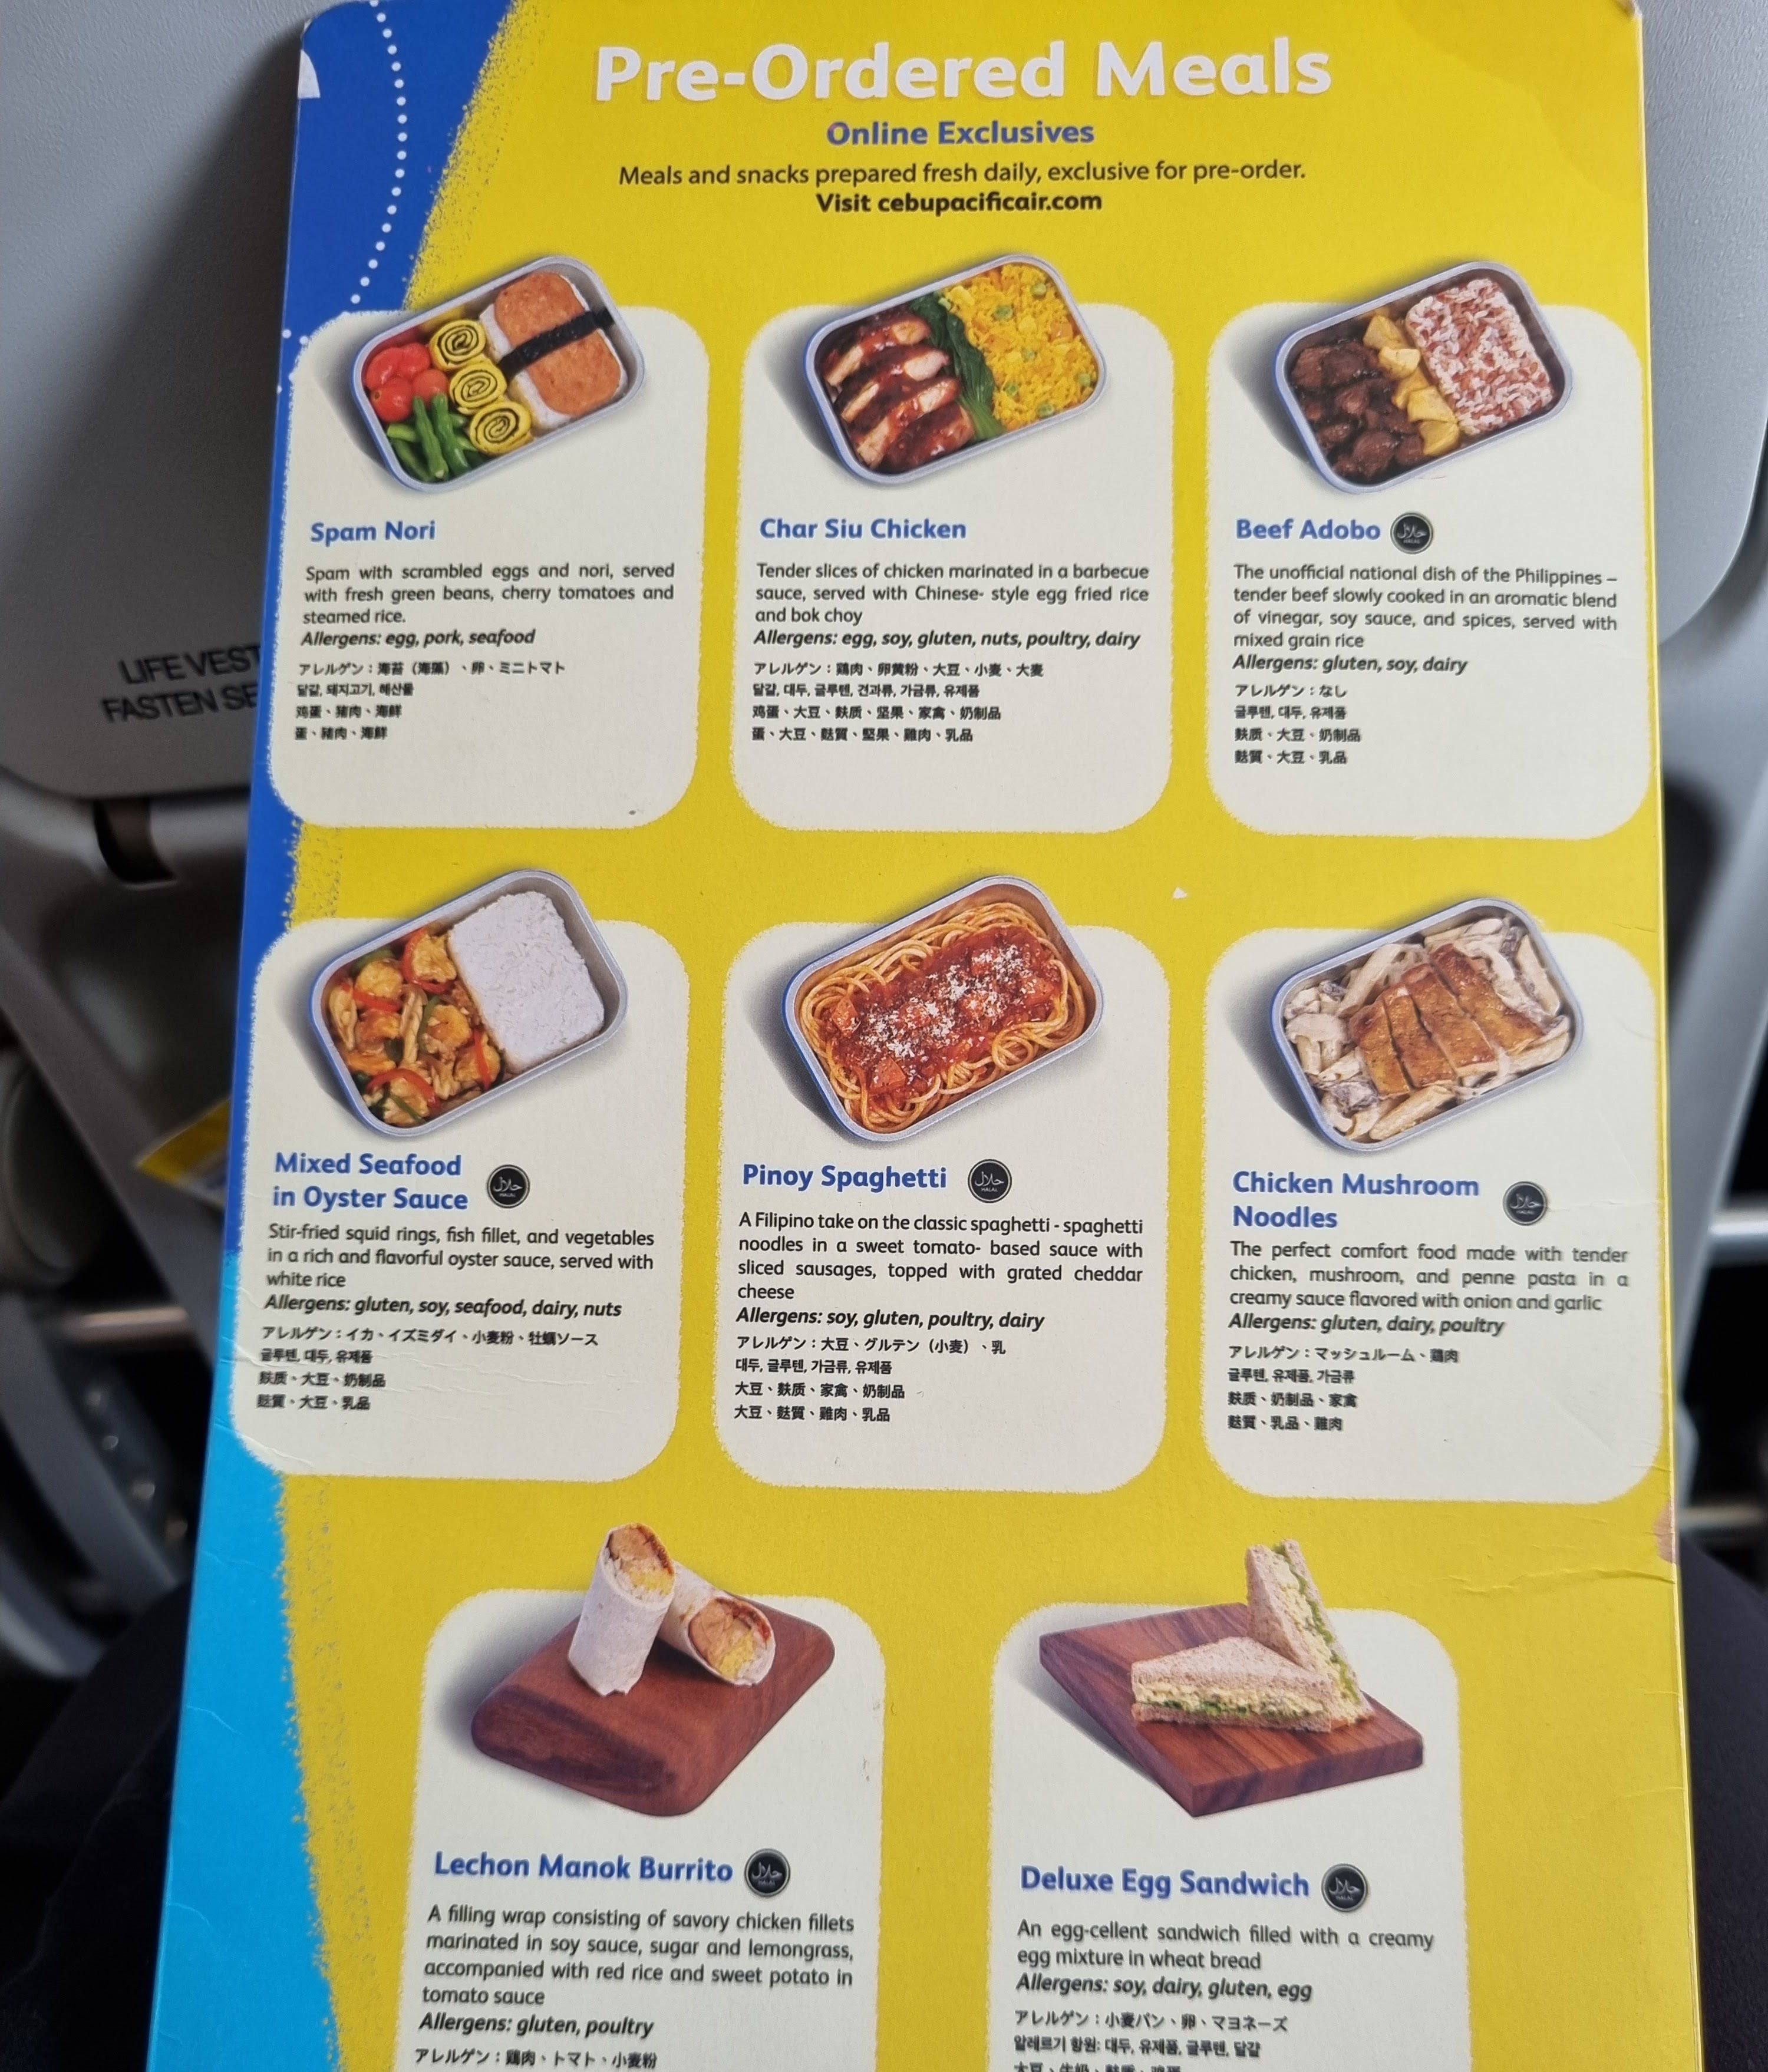 Pre-Ordered Meals
Online Exclusives
Meals and snacks prepared fresh daily, exclusive for pre-order.
Visit cebupacificair.com
LIFE VEST
FASTEN SE
Spam Nori
Spam with scrambled eggs and nori, served
with fresh green beans, cherry tomatoes and
steamed rice.
Allergens: egg, pork, seafood
アレルゲン：海苔（海藻）、卵、ミニトマト
달걀, 돼지고기, 해산물
鸡蛋、猪肉、海鲜
蛋、豬肉、海鮮
Char Siu Chicken
Tender slices of chicken marinated in a barbecue
sauce, served with Chinese- style egg fried rice
and bok choy
Allergens: egg, soy, gluten, nuts, poultry, dairy
アレルゲン：鶏肉、卵黄粉、大豆、小麦、大麦
달걀, 대두, 글루텐, 견과류, 가금류, 유제품
鸡蛋、大豆、麸质、坚果、家禽、奶制品
蛋、大豆、麩質、堅果、雞肉、乳品
Beef Adobo
حلال
HALAL
The unofficial national dish of the Philippines –
tender beef slowly cooked in an aromatic blend
of vinegar, soy sauce, and spices, served with
mixed grain rice
Allergens: gluten, soy, dairy
アレルゲン：なし
글루텐, 대두, 유제품
麸质、大豆、奶制品
麩質、大豆、乳品
Mixed Seafood
in Oyster Sauce
حلال
HALAL
Stir-fried squid rings, fish fillet, and vegetables
in a rich and flavorful oyster sauce, served with
white rice
Allergens: gluten, soy, seafood, dairy, nuts
アレルゲン：イカ、イズミダイ、小麦粉、牡蠣ソース
글루텐, 대두, 유제품
麸质、大豆、奶制品
麩質、大豆、乳品
Pinoy Spaghetti
حلال
HALAL
A Filipino take on the classic spaghetti - spaghetti
noodles in a sweet tomato- based sauce with
sliced sausages, topped with grated cheddar
cheese
Allergens: soy, gluten, poultry, dairy
アレルゲン：大豆、グルテン（小麦）、乳
대두, 글루텐, 가금류, 유제품
大豆、麸质、家禽、奶制品
大豆、麩質、雞肉、乳品
Chicken Mushroom
Noodles
حلال
HALAL
The perfect comfort food made with tender
chicken, mushroom, and penne pasta in a
creamy sauce flavored with onion and garlic
Allergens: gluten, dairy, poultry
アレルゲン：マッシュルーム、鶏肉
글루텐, 유제품, 가금류
麸质、奶制品、家禽
麩質、乳品、雞肉
Lechon Manok Burrito
حلال
HALAL
A filling wrap consisting of savory chicken fillets
marinated in soy sauce, sugar and lemongrass,
accompanied with red rice and sweet potato in
tomato sauce
Allergens: gluten, poultry
アレルゲン：鶏肉、トマト、小麦粉
Deluxe Egg Sandwich
حلال
HALAL
An egg-cellent sandwich filled with a creamy
egg mixture in wheat bread
Allergens: soy, dairy, gluten, egg
アレルゲン：小麦パン、卵、マヨネーズ
알레르기 항원: 대두, 유제품, 글루텐, 달걀